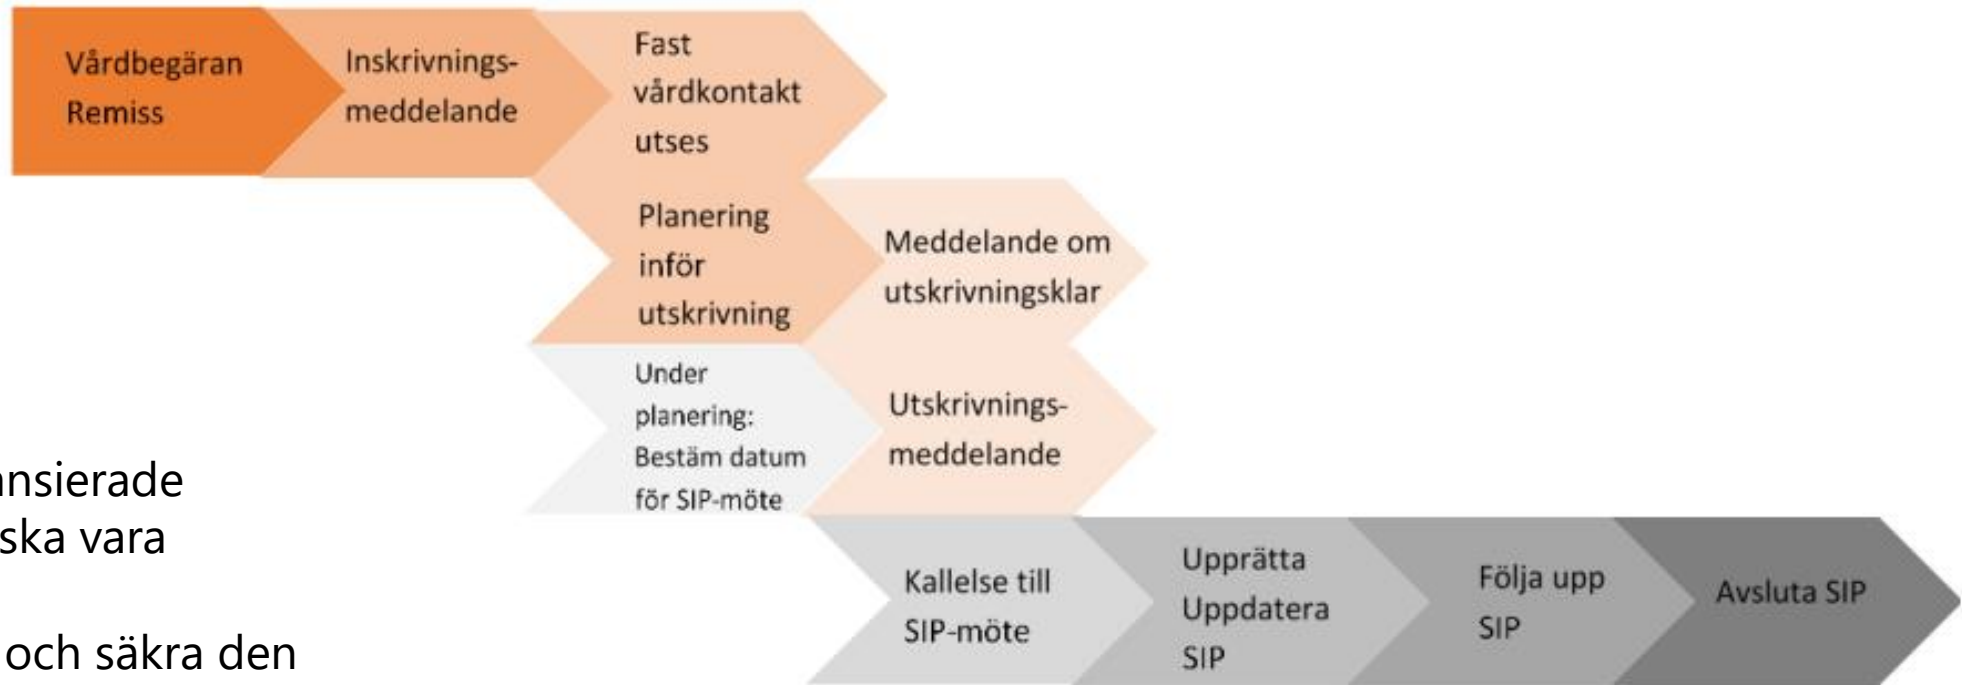 Vårdbegäran
Remiss
Inskrivnings-
meddelande
Fast
vårdkontakt
utses
Planering
inför
utskrivning
Meddelande om
utskrivningsklar
Under
planering:
Bestäm datum
för SIP-möte
Utskrivnings-
meddelande
Kallelse till
SIP-möte
Upprätta
Uppdatera
SIP
Följa upp
SIP
Avsluta SIP
ansierade
ska vara
och säkra den